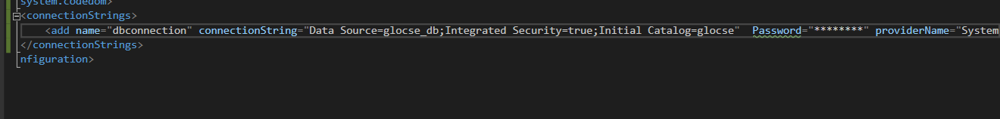 system.codedom>
<connectionStrings>
<add name="dbconnection" connectionString="Data Source=glocse_db;Integrated Security=true;Initial Catalog=glocse"  Password="********" providerName="System
</connectionStrings>
nfiguration>